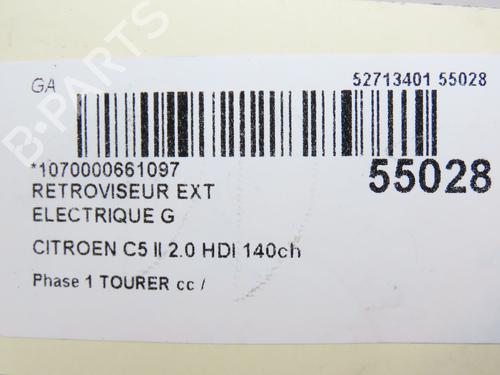 GA
52713401 55028
*1070000661097
55028
RETROVISEUR EXT
ELECTRIQUE G
CITROEN C5 II 2.0 HDI 140ch
Phase 1 TOURER cc /
B-PARTS